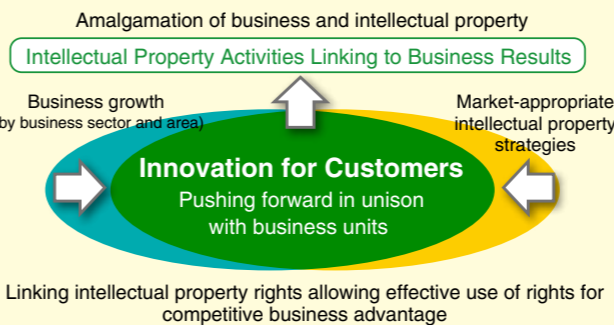 Amalgamation of business and intellectual property
Intellectual Property Activities Linking to Business Results
Business growth
by business sector and area)
Market-appropriate
intellectual property
strategies
Innovation for Customers
Pushing forward in unison
with business units
Linking intellectual property rights allowing effective use of rights for
competitive business advantage